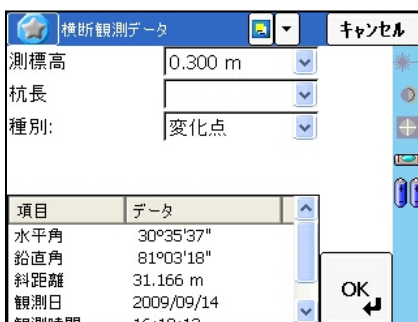 横断観測データ
キャンセル
測標高 0.300 m
杭長
種別: 変化点
項目 データ
水平角 30°35'37"
鉛直角 81°03'18"
斜距離 31.166 m
観測日 2009/09/14
OK